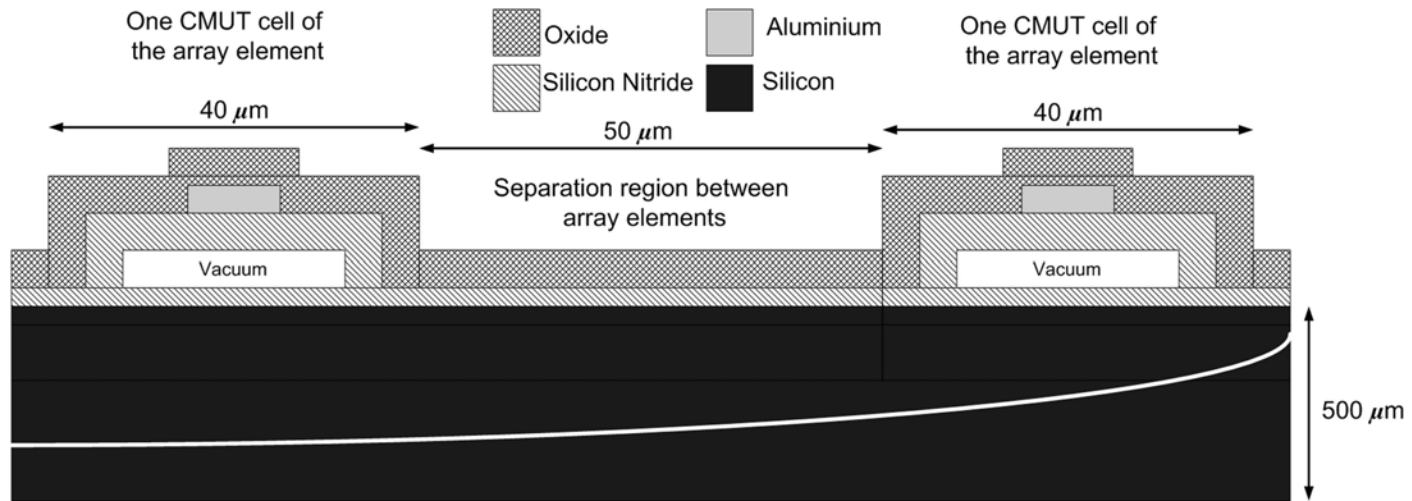 One CMUT cell of
the array element
Oxide
Aluminium
Silicon Nitride
Silicon
One CMUT cell of
the array element
40 μm
50 μm
40 μm
Separation region between
array elements
Vacuum
Vacuum
500 μm